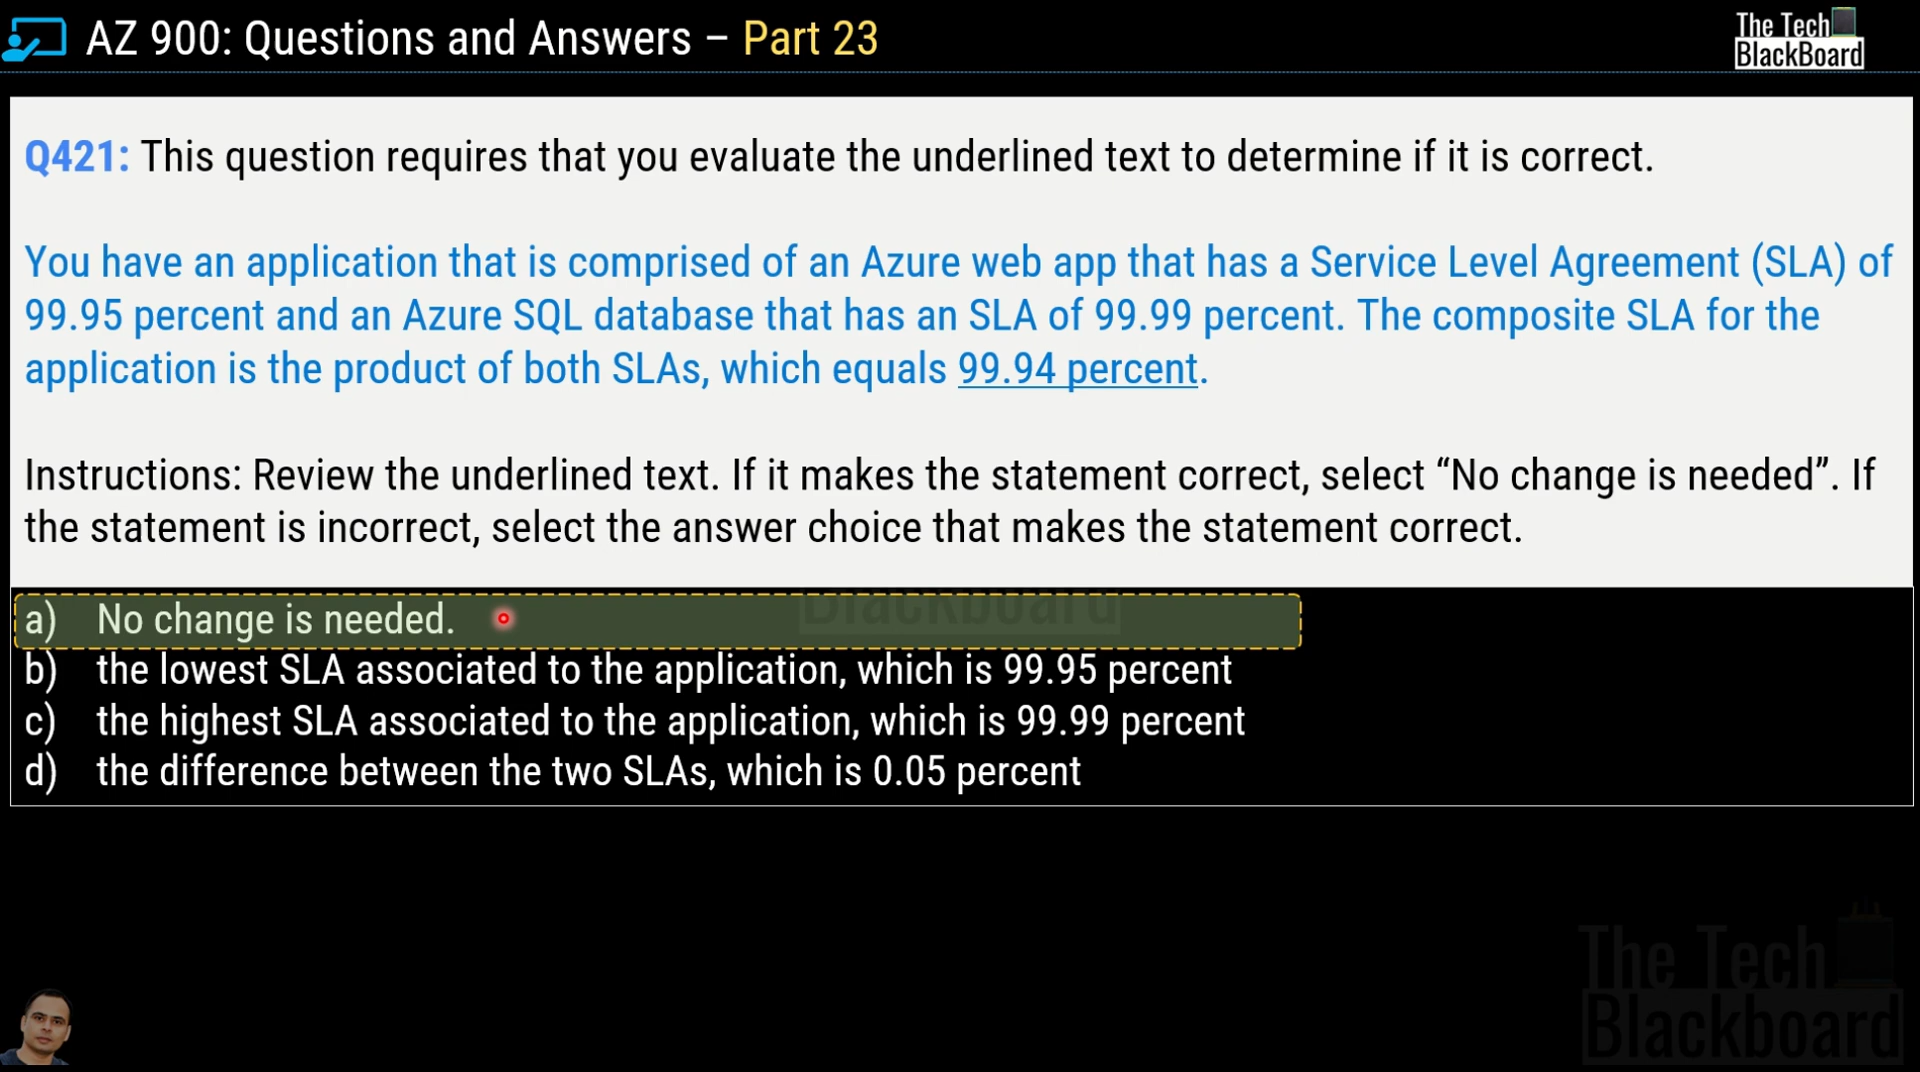 AZ 900: Questions and Answers – Part 23
The Tech
BlackBoard
Q421: This question requires that you evaluate the underlined text to determine if it is correct.
You have an application that is comprised of an Azure web app that has a Service Level Agreement (SLA) of
99.95 percent and an Azure SQL database that has an SLA of 99.99 percent. The composite SLA for the
application is the product of both SLAs, which equals 99.94 percent.
Instructions: Review the underlined text. If it makes the statement correct, select “No change is needed”. If
the statement is incorrect, select the answer choice that makes the statement correct.
Blackboard
a) No change is needed.
b) the lowest SLA associated to the application, which is 99.95 percent
c) the highest SLA associated to the application, which is 99.99 percent
d) the difference between the two SLAs, which is 0.05 percent
The Tech
Blackboard